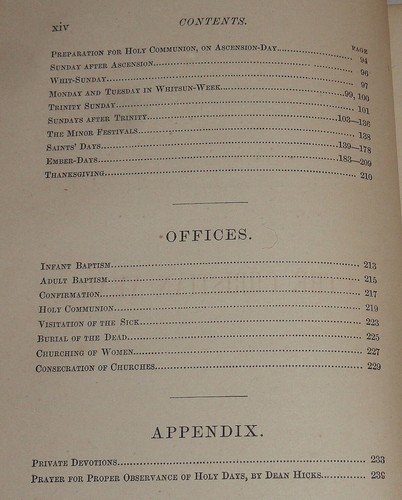 xiv CONTENTS.
PAGE
Preparation for Holy Communion, on Ascension-Day 94
Sunday after Ascension 96
Whit-Sunday 97
Monday and Tuesday in Whitsun-Week 99, 100
Trinity Sunday 101
Sundays after Trinity 103—136
The Minor Festivals 138
Saints' Days 139—178
Ember-Days 183—209
Thanksgiving 210
OFFICES.
Infant Baptism 213
Adult Baptism 215
Confirmation 217
Holy Communion 219
Visitation of the Sick 223
Burial of the Dead 225
Churching of Women 227
Consecration of Churches 229
APPENDIX.
Private Devotions 233
Prayer for Proper Observance of Holy Days, by Dean Hicks 236